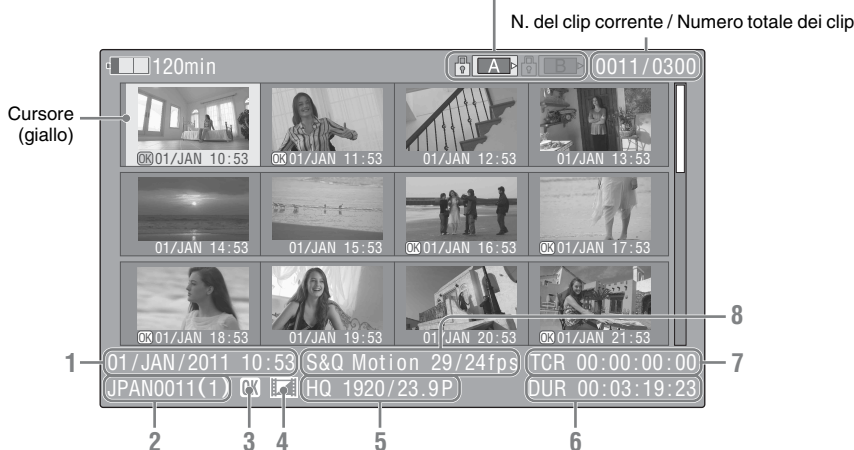 N. del clip corrente / Numero totale dei clip
120min
A
B
0011/0300
Cursore
(giallo)
OK 01/JAN 10:53
OK 01/JAN 11:53
01/JAN 12:53
01/JAN 13:53
01/JAN 14:53
01/JAN 15:53
OK 01/JAN 16:53
OK 01/JAN 17:53
OK 01/JAN 18:53
01/JAN 19:53
01/JAN 20:53
OK 01/JAN 21:53
8
1
01/JAN/2011 10:53
S&Q Motion 29/24fps
TCR 00:00:00:00
7
JPAN0011(1)
OK
HQ 1920/23.9P
DUR 00:03:19:23
2
3
4
5
6